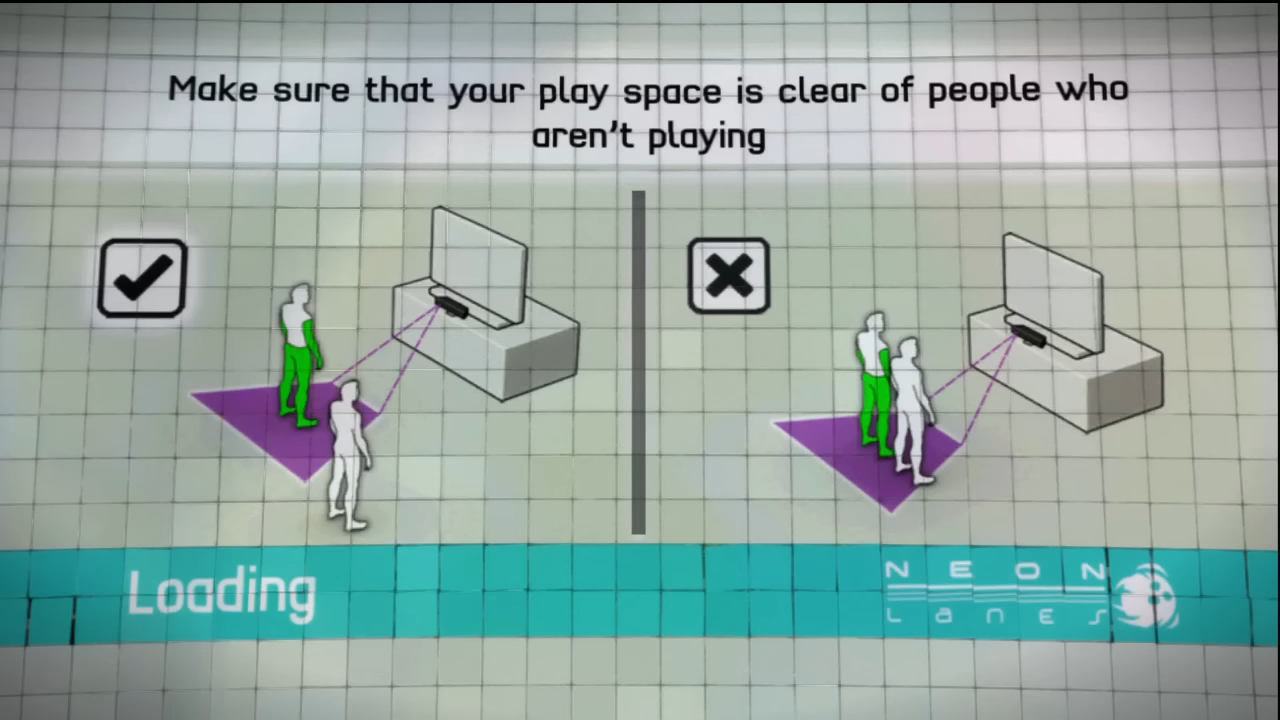 Make sure that your play space is clear of people who
aren't playing
Loading
NEON
LaNES